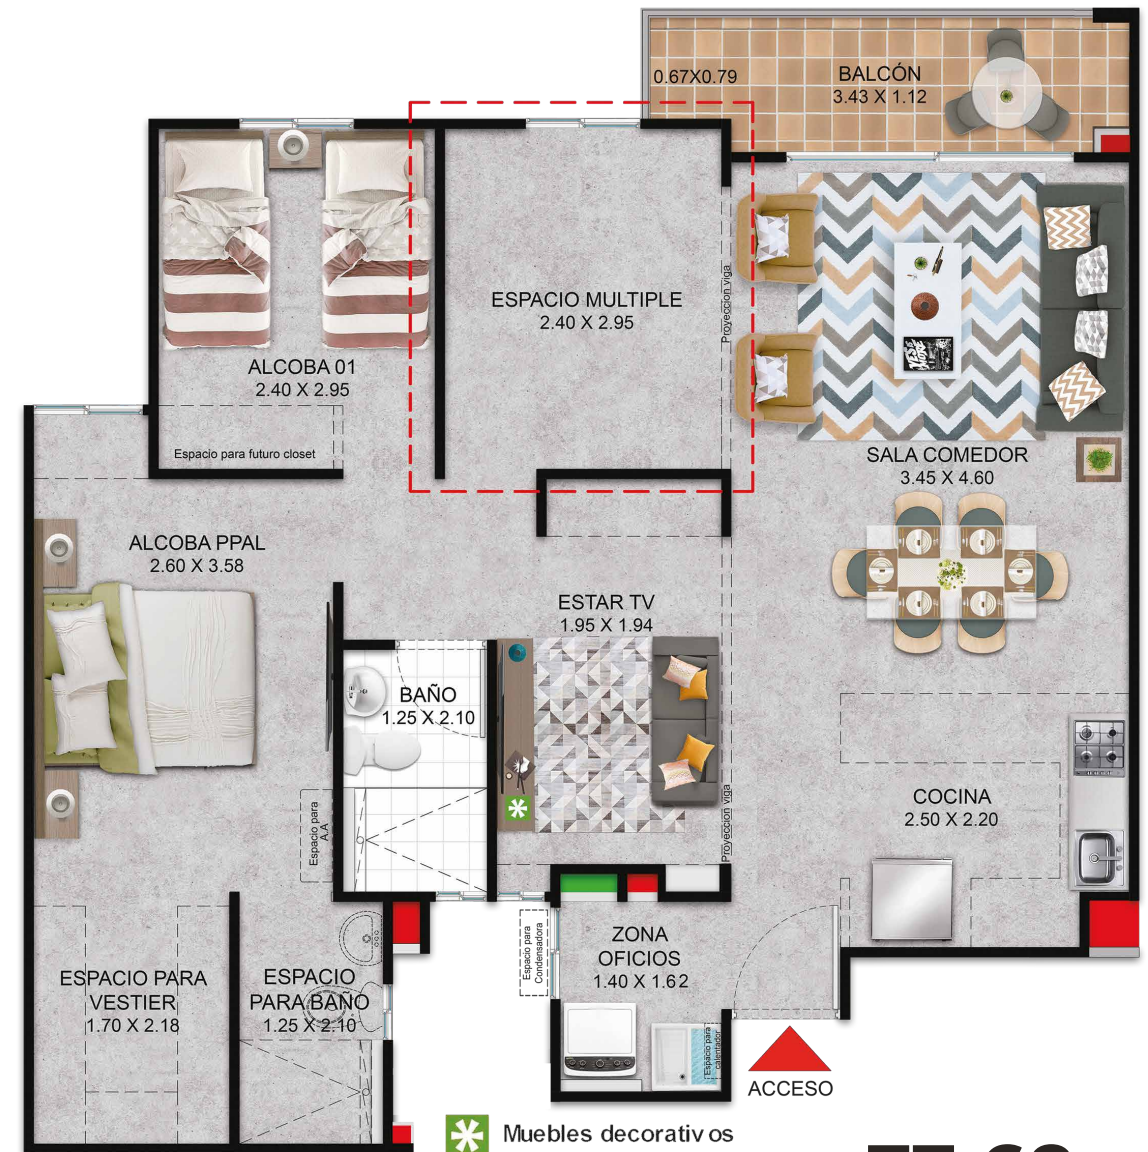 0.67X0.79
BALCÓN
3.43 X 1.12
ESPACIO MULTIPLE
2.40 X 2.95
Proyeccion viga
ALCOBA 01
2.40 X 2.95
Espacio para futuro closet
SALA COMEDOR
3.45 X 4.60
ALCOBA PPAL
2.60 X 3.58
ESTAR TV
1.95 X 1.94
BAÑO
1.25 X 2.10
Espacio para
A.A
Proyeccion viga
COCINA
2.50 X 2.20
ESPACIO PARA
VESTIER
1.70 X 2.18
ESPACIO
PARA BAÑO
1.25 X 2.10
Espacio para
Condensadora
ZONA
OFICIOS
1.40 X 1.62
Espacio para
calentador
ACCESO
Muebles decorativos